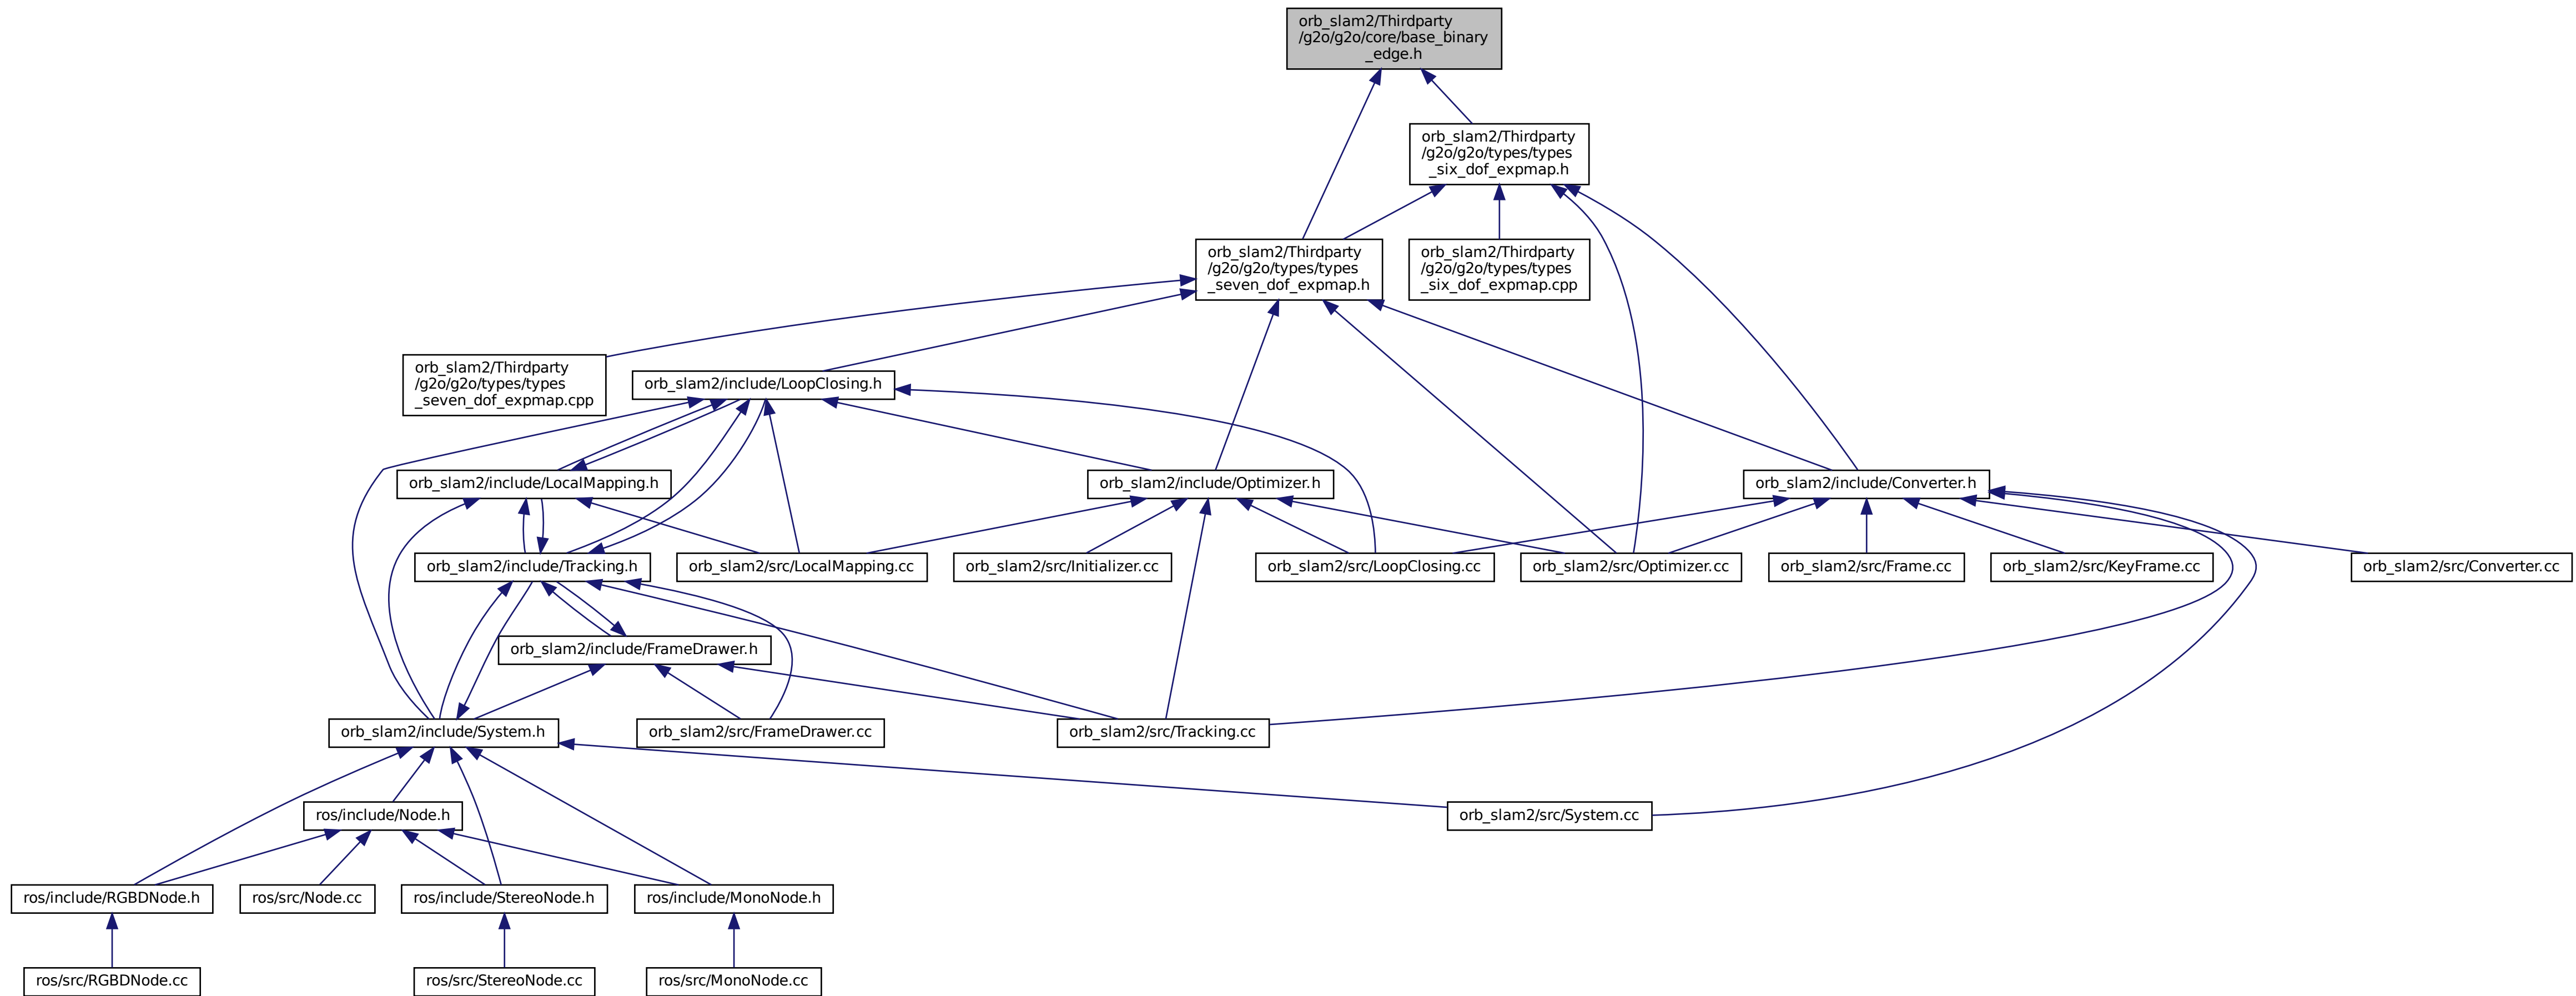 orb_slam2/Thirdparty
/g2o/g2o/core/base_binary
_edge.h
orb_slam2/Thirdparty
/g2o/g2o/types/types
_six_dof_expmap.h
orb_slam2/Thirdparty
/g2o/g2o/types/types
_seven_dof_expmap.h
orb_slam2/Thirdparty
/g2o/g2o/types/types
_six_dof_expmap.cpp
orb_slam2/Thirdparty
/g2o/g2o/types/types
_seven_dof_expmap.cpp
orb_slam2/include/LoopClosing.h
orb_slam2/include/LocalMapping.h
orb_slam2/include/Optimizer.h
orb_slam2/include/Converter.h
orb_slam2/include/Tracking.h
orb_slam2/src/LocalMapping.cc
orb_slam2/src/Initializer.cc
orb_slam2/src/LoopClosing.cc
orb_slam2/src/Optimizer.cc
orb_slam2/src/Frame.cc
orb_slam2/src/KeyFrame.cc
orb_slam2/src/Converter.cc
orb_slam2/include/FrameDrawer.h
orb_slam2/include/System.h
orb_slam2/src/FrameDrawer.cc
orb_slam2/src/Tracking.cc
ros/include/Node.h
orb_slam2/src/System.cc
ros/include/RGBDNode.h
ros/src/Node.cc
ros/include/StereoNode.h
ros/include/MonoNode.h
ros/src/RGBDNode.cc
ros/src/StereoNode.cc
ros/src/MonoNode.cc